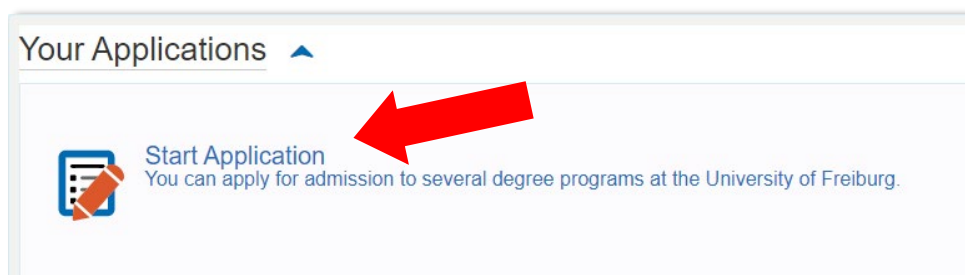 Your Applications
Start Application
You can apply for admission to several degree programs at the University of Freiburg.